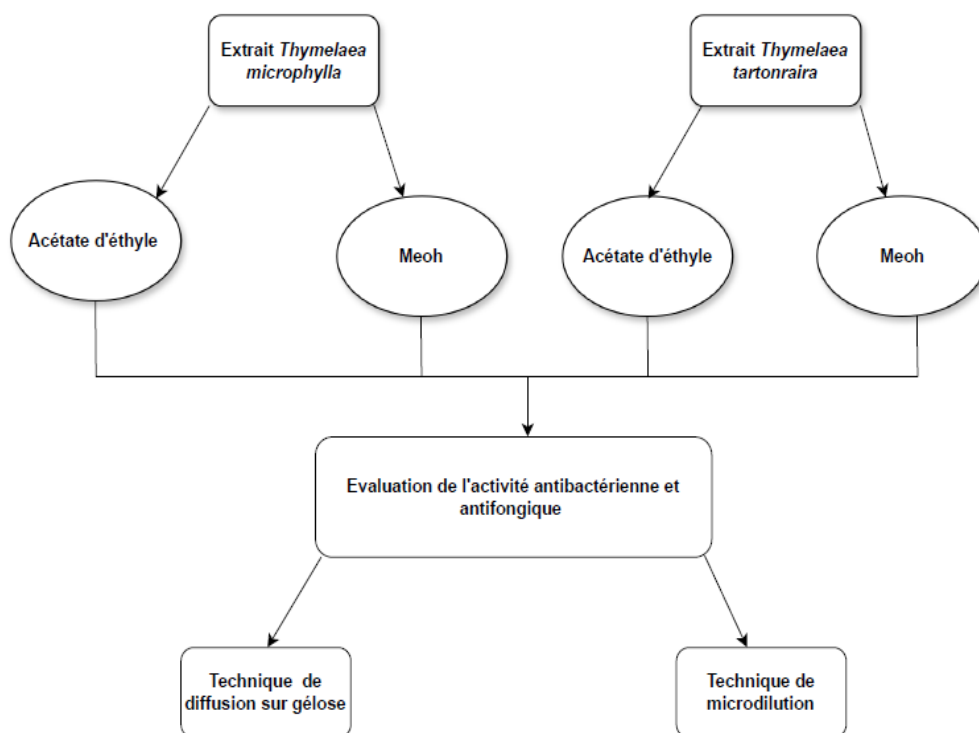 Extrait Thymelaea
microphylla
Extrait Thymelaea
tartonraira
Acétate d'éthyle
Meoh
Acétate d'éthyle
Meoh
Evaluation de l'activité antibactérienne et
antifongique
Technique de
diffusion sur gélose
Technique de
microdilution